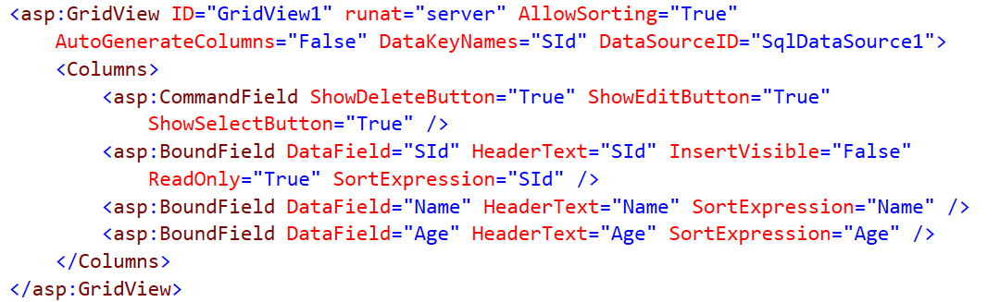 <asp:GridView ID="GridView1" runat="server" AllowSorting="True"
AutoGenerateColumns="False" DataKeyNames="SId" DataSourceID="SqlDataSource1">
<Columns>
<asp:CommandField ShowDeleteButton="True" ShowEditButton="True"
ShowSelectButton="True" />
<asp:BoundField DataField="SId" HeaderText="SId" InsertVisible="False"
ReadOnly="True" SortExpression="SId" />
<asp:BoundField DataField="Name" HeaderText="Name" SortExpression="Name" />
<asp:BoundField DataField="Age" HeaderText="Age" SortExpression="Age" />
</Columns>
</asp:GridView>